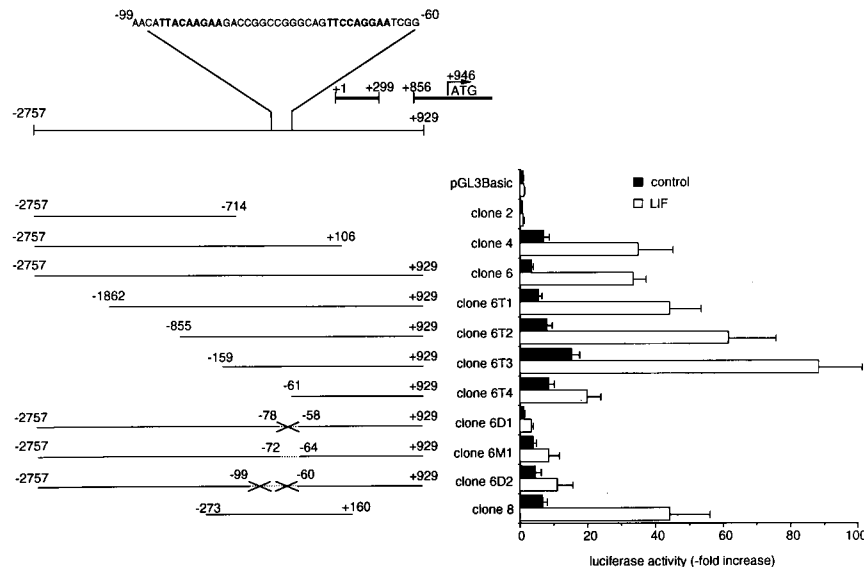 -99
AACATTACAAGAAGACCGGCCGGGCAGTTCCAGGAATCGG
-60
+1 +299 +856 +946
ATG
-2757 +929
pGL3Basic
control
LIF
-2757 -714 clone 2
-2757 +106 clone 4
-2757 +929 clone 6
-1862 +929 clone 6T1
-855 +929 clone 6T2
-159 +929 clone 6T3
-61 +929 clone 6T4
-2757 -78 -58 +929 clone 6D1
-2757 -72 -64 +929 clone 6M1
-2757 -99 -60 +929 clone 6D2
-273 +160 clone 8
0 20 40 60 80 100
luciferase activity (-fold increase)